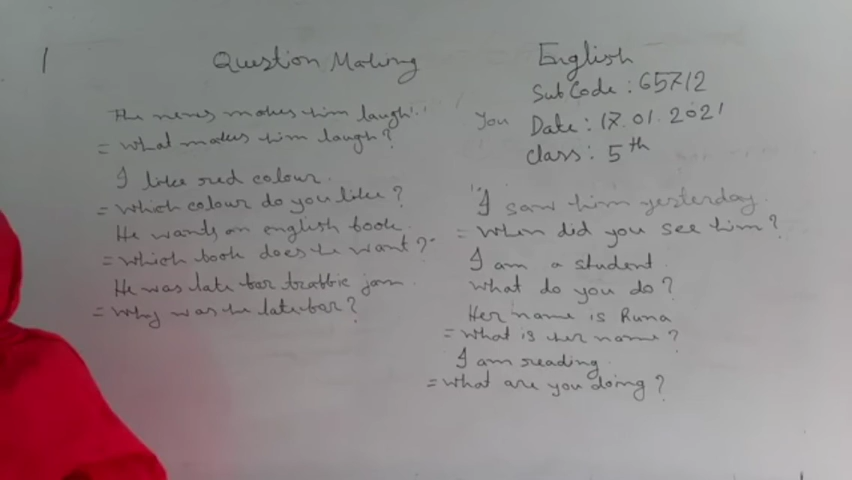 1
Question Making
The news makes him laugh.
= What makes him laugh?
I like red colour.
= which colour do you like?
He wants an english book.
= which book does he want?
He was late for traffic jam.
= Why was he late for?
English
Sub Code: 65712
You
Date: 17.01.2021
Class: 5th
I saw him yesterday
= When did you see him?
I am a student.
What do you do?
Her name is Runa
= What is her name?
I am reading.
= What are you doing?